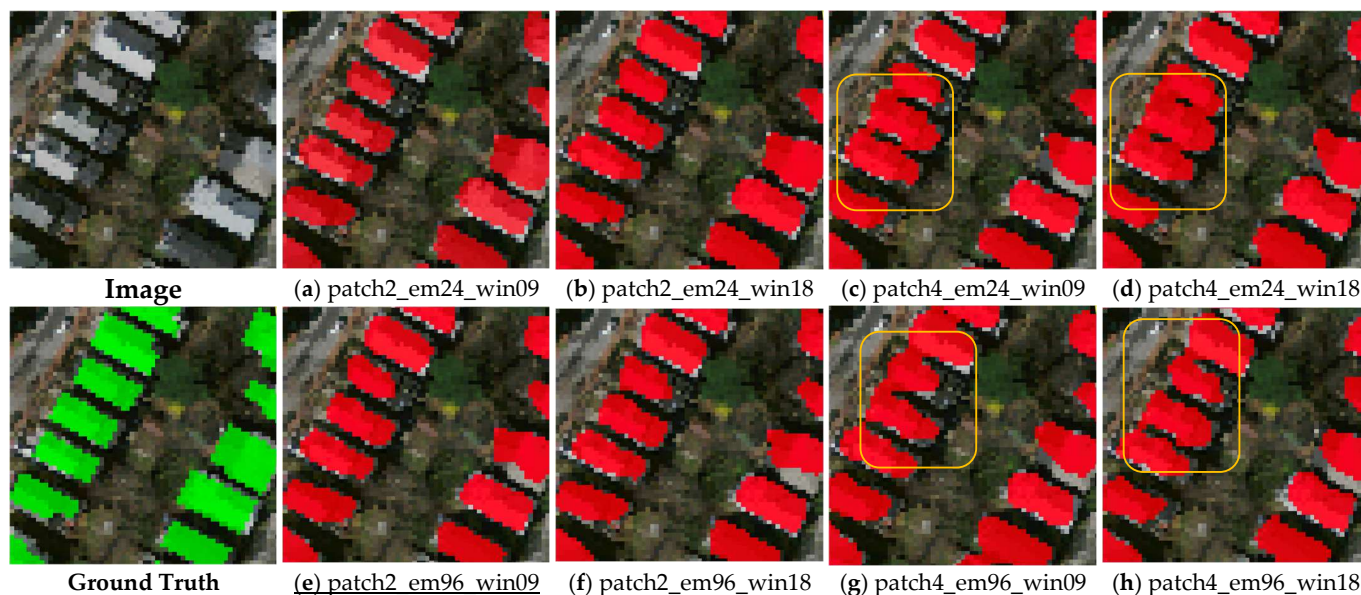 Image
(a) patch2_em24_win09
(b) patch2_em24_win18
(c) patch4_em24_win09
(d) patch4_em24_win18
Ground Truth
(e) patch2_em96_win09
(f) patch2_em96_win18
(g) patch4_em96_win09
(h) patch4_em96_win18